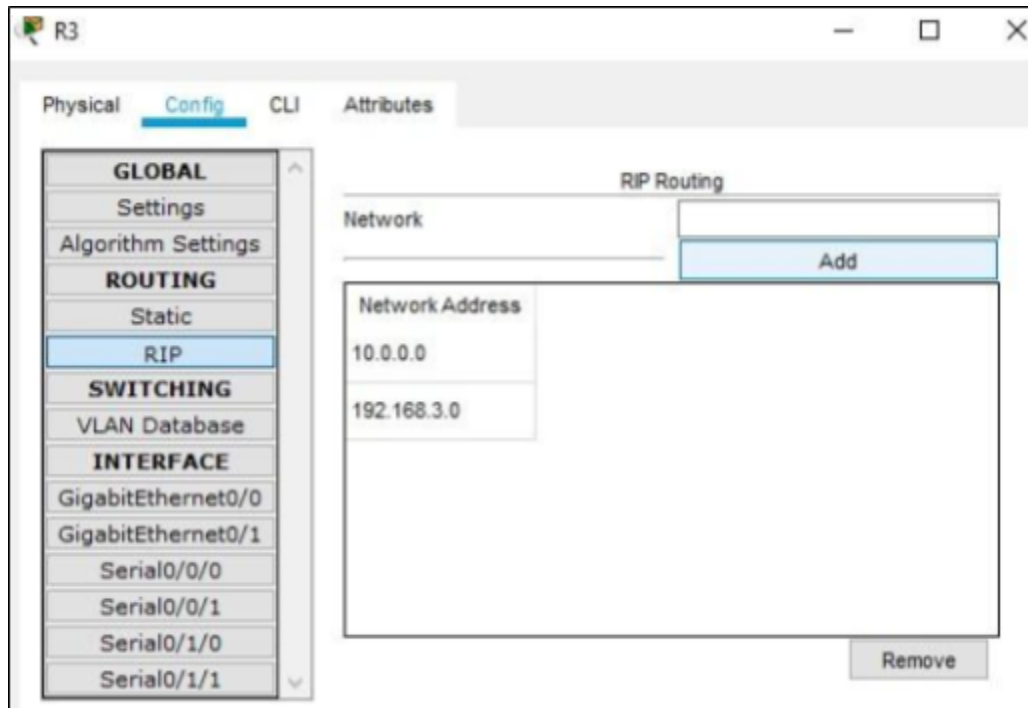 R3
Physical Config CLI Attributes
GLOBAL
Settings
Algorithm Settings
ROUTING
Static
RIP
SWITCHING
VLAN Database
INTERFACE
GigabitEthernet0/0
GigabitEthernet0/1
Serial0/0/0
Serial0/0/1
Serial0/1/0
Serial0/1/1
RIP Routing
Network
Add
Network Address
10.0.0.0
192.168.3.0
Remove